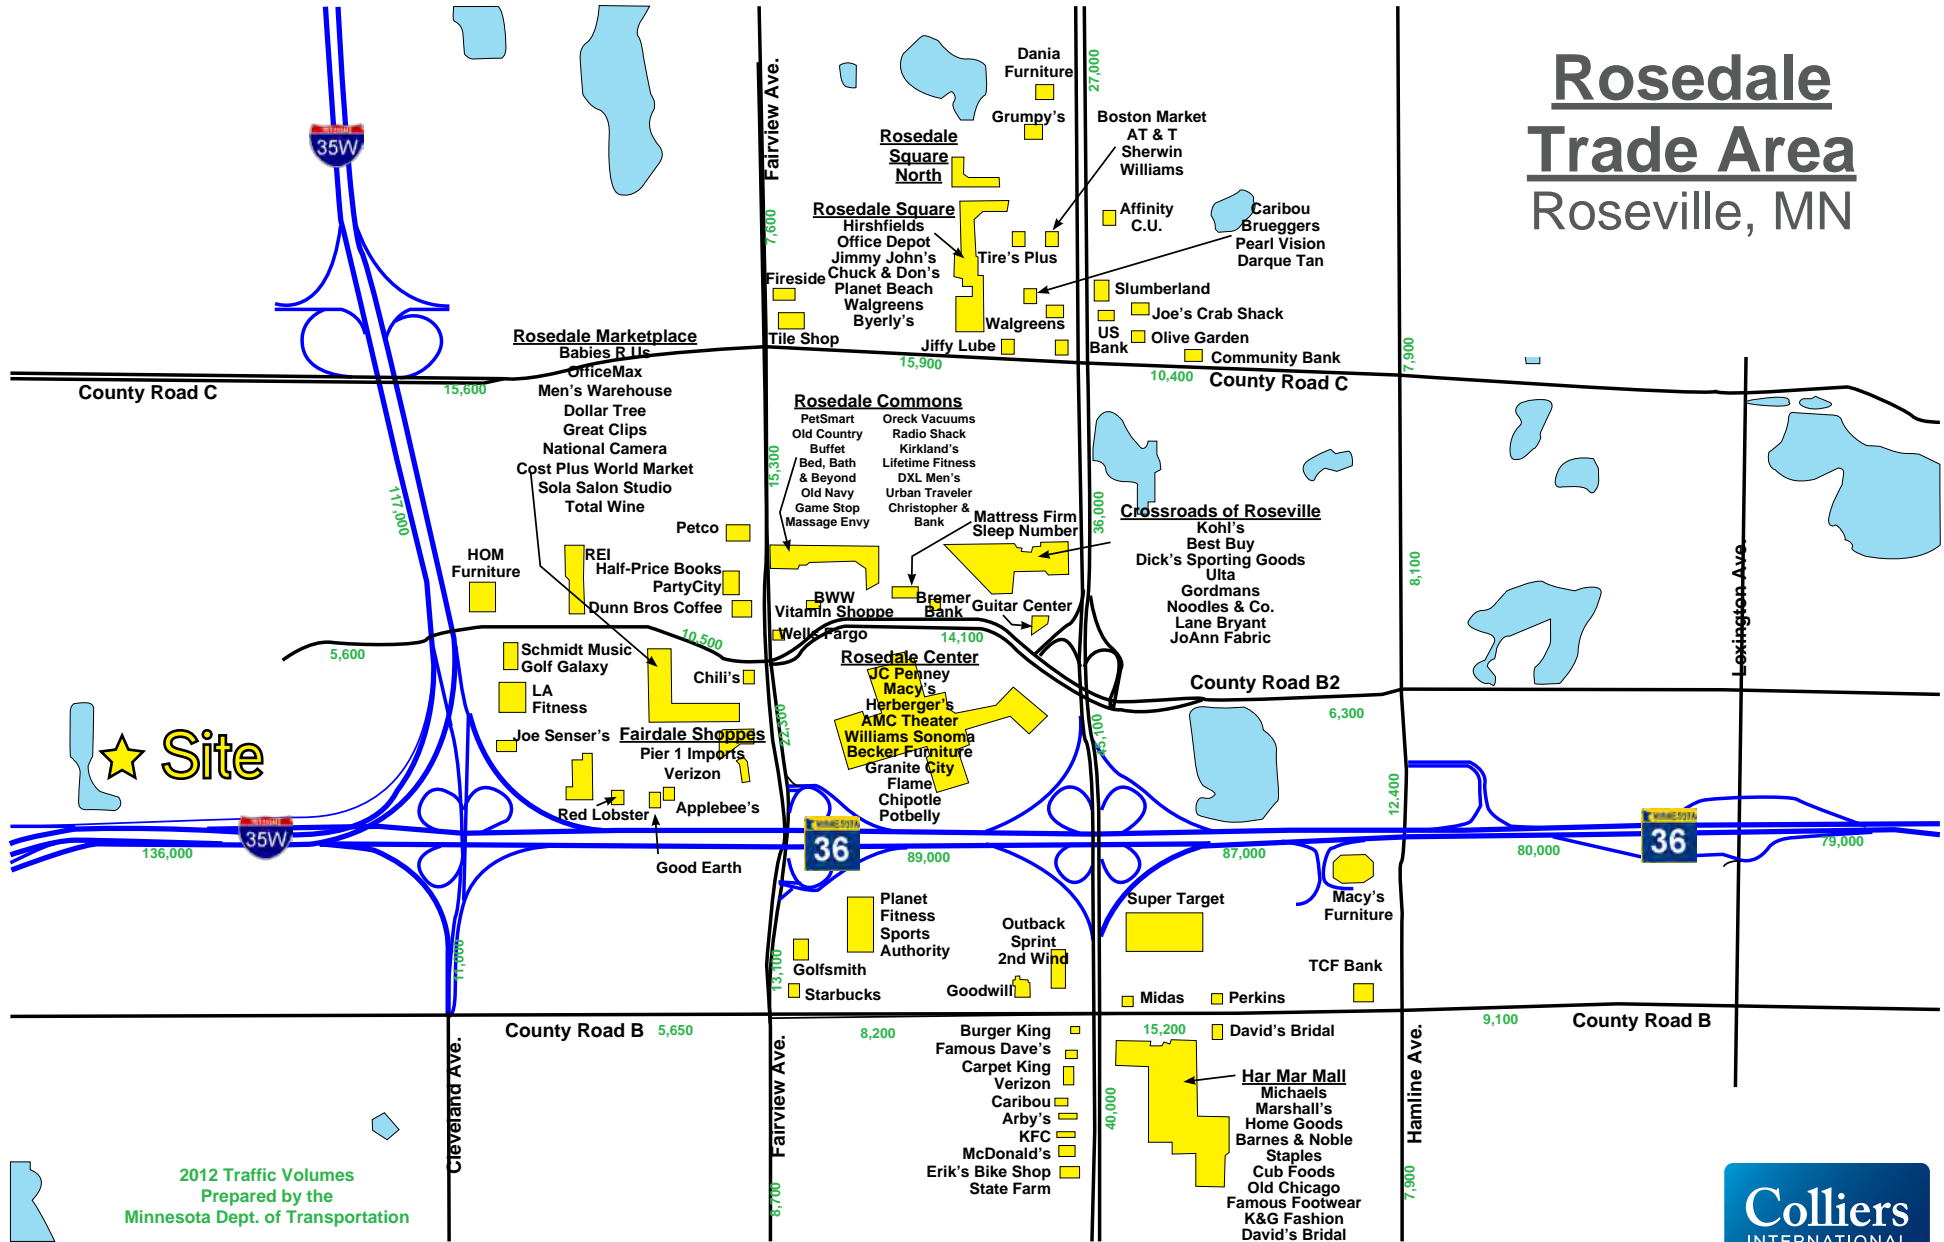 Rosedale
Trade Area
Roseville, MN
35W
Fairview Ave.
7,600
27,000
Dania
Furniture
Grumpy's
Rosedale
Square
North
Boston Market
AT & T
Sherwin
Williams
Affinity
C.U.
Caribou
Brueggers
Pearl Vision
Darque Tan
Rosedale Square
Hirshfields
Office Depot
Jimmy John's
Chuck & Don's
Planet Beach
Walgreens
Byerly's
Tire's Plus
Fireside
Tile Shop
Walgreens
Jiffy Lube
Slumberland
Joe's Crab Shack
US
Bank
Olive Garden
Community Bank
15,900
10,400
County Road C
7,900
County Road C
15,600
Rosedale Marketplace
Babies R Us
OfficeMax
Men's Warehouse
Dollar Tree
Great Clips
National Camera
Cost Plus World Market
Sola Salon Studio
Total Wine
117,000
15,300
Rosedale Commons
PetSmart
Old Country
Buffet
Bed, Bath
& Beyond
Old Navy
Game Stop
Massage Envy
Oreck Vacuums
Radio Shack
Kirkland's
Lifetime Fitness
DXL Men's
Urban Traveler
Christopher &
Bank
Mattress Firm
Sleep Number
36,000
Crossroads of Roseville
Kohl's
Best Buy
Dick's Sporting Goods
Ulta
Gordmans
Noodles & Co.
Lane Bryant
JoAnn Fabric
8,100
Lexington Ave.
Petco
HOM
Furniture
REI
Half-Price Books
PartyCity
Dunn Bros Coffee
BWW
Vitamin Shoppe
Wells Fargo
Bremer
Bank
Guitar Center
5,600
10,500
14,100
Schmidt Music
Golf Galaxy
LA
Fitness
Chili's
Joe Senser's
Fairdale Shoppes
Pier 1 Imports
Verizon
Applebee's
Red Lobster
Good Earth
22,300
Rosedale Center
JC Penney
Macy's
Herberger's
AMC Theater
Williams Sonoma
Becker Furniture
Granite City
Flame
Chipotle
Potbelly
45,100
County Road B2
6,300
12.400
Site
35W
136,000
MINNESOTA
36
89,000
87,000
80,000
MINNESOTA
36
79,000
Macy's
Furniture
Super Target
Planet
Fitness
Sports
Authority
Golfsmith
Starbucks
Outback
Sprint
2nd Wind
Goodwill
Midas
Perkins
TCF Bank
11,000
13,100
County Road B
5,650
8,200
15,200
9,100
County Road B
Cleveland Ave.
Fairview Ave.
8,700
Burger King
Famous Dave's
Carpet King
Verizon
Caribou
Arby's
KFC
McDonald's
Erik's Bike Shop
State Farm
40,000
David's Bridal
Har Mar Mall
Michaels
Marshall's
Home Goods
Barnes & Noble
Staples
Cub Foods
Old Chicago
Famous Footwear
K&G Fashion
David's Bridal
Hamline Ave.
7,900
2012 Traffic Volumes
Prepared by the
Minnesota Dept. of Transportation
Colliers
INTERNATIONAL